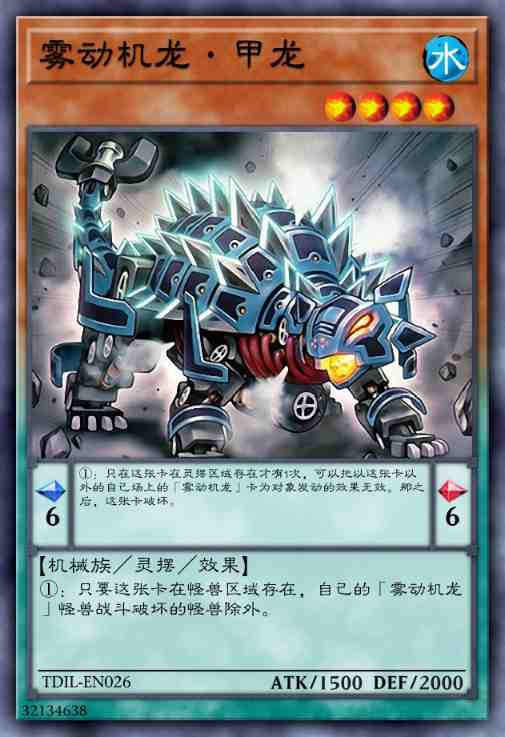 雾动机龙・甲龙
水
①：只在这张卡在灵摆区域存在才有1次，可以把以这张卡以
外的自己场上的「雾动机龙」卡为对象发动的效果无效。那之
后，这张卡破坏。
6
6
【机械族／灵摆／效果】
①：只要这张卡在怪兽区域存在，自己的「雾动机龙
」怪兽战斗破坏的怪兽除外。
TDIL-EN026
ATK/1500 DEF/2000
32134638